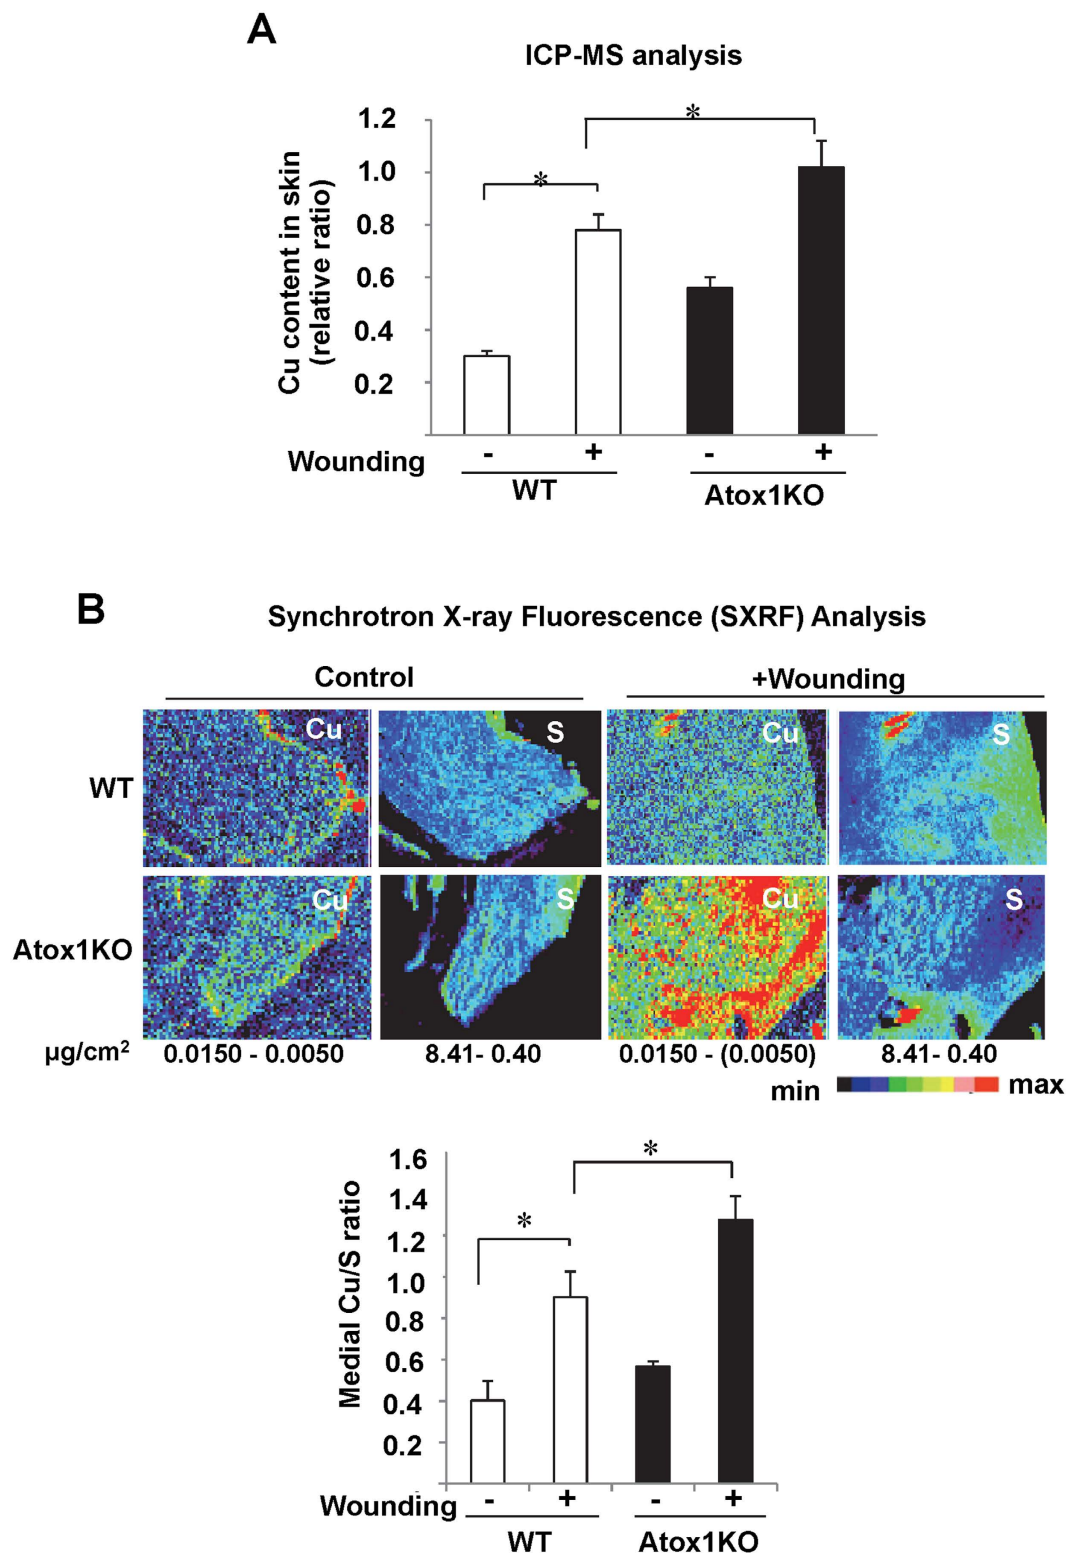 A
ICP-MS analysis
Cu content in skin
(relative ratio)
1.2
1.0
0.8
0.6
0.4
0.2
*
*
Wounding - + - +
WT Atox1KO
B
Synchrotron X-ray Fluorescence (SXRF) Analysis
Control +Wounding
WT Cu S Cu S
Atox1KO Cu S Cu S
µg/cm² 0.0150 - 0.0050 8.41- 0.40 0.0150 - (0.0050) 8.41- 0.40
min max
Medial Cu/S ratio
1.6
1.4
1.2
1.0
0.8
0.6
0.4
0.2
*
*
Wounding - + - +
WT Atox1KO